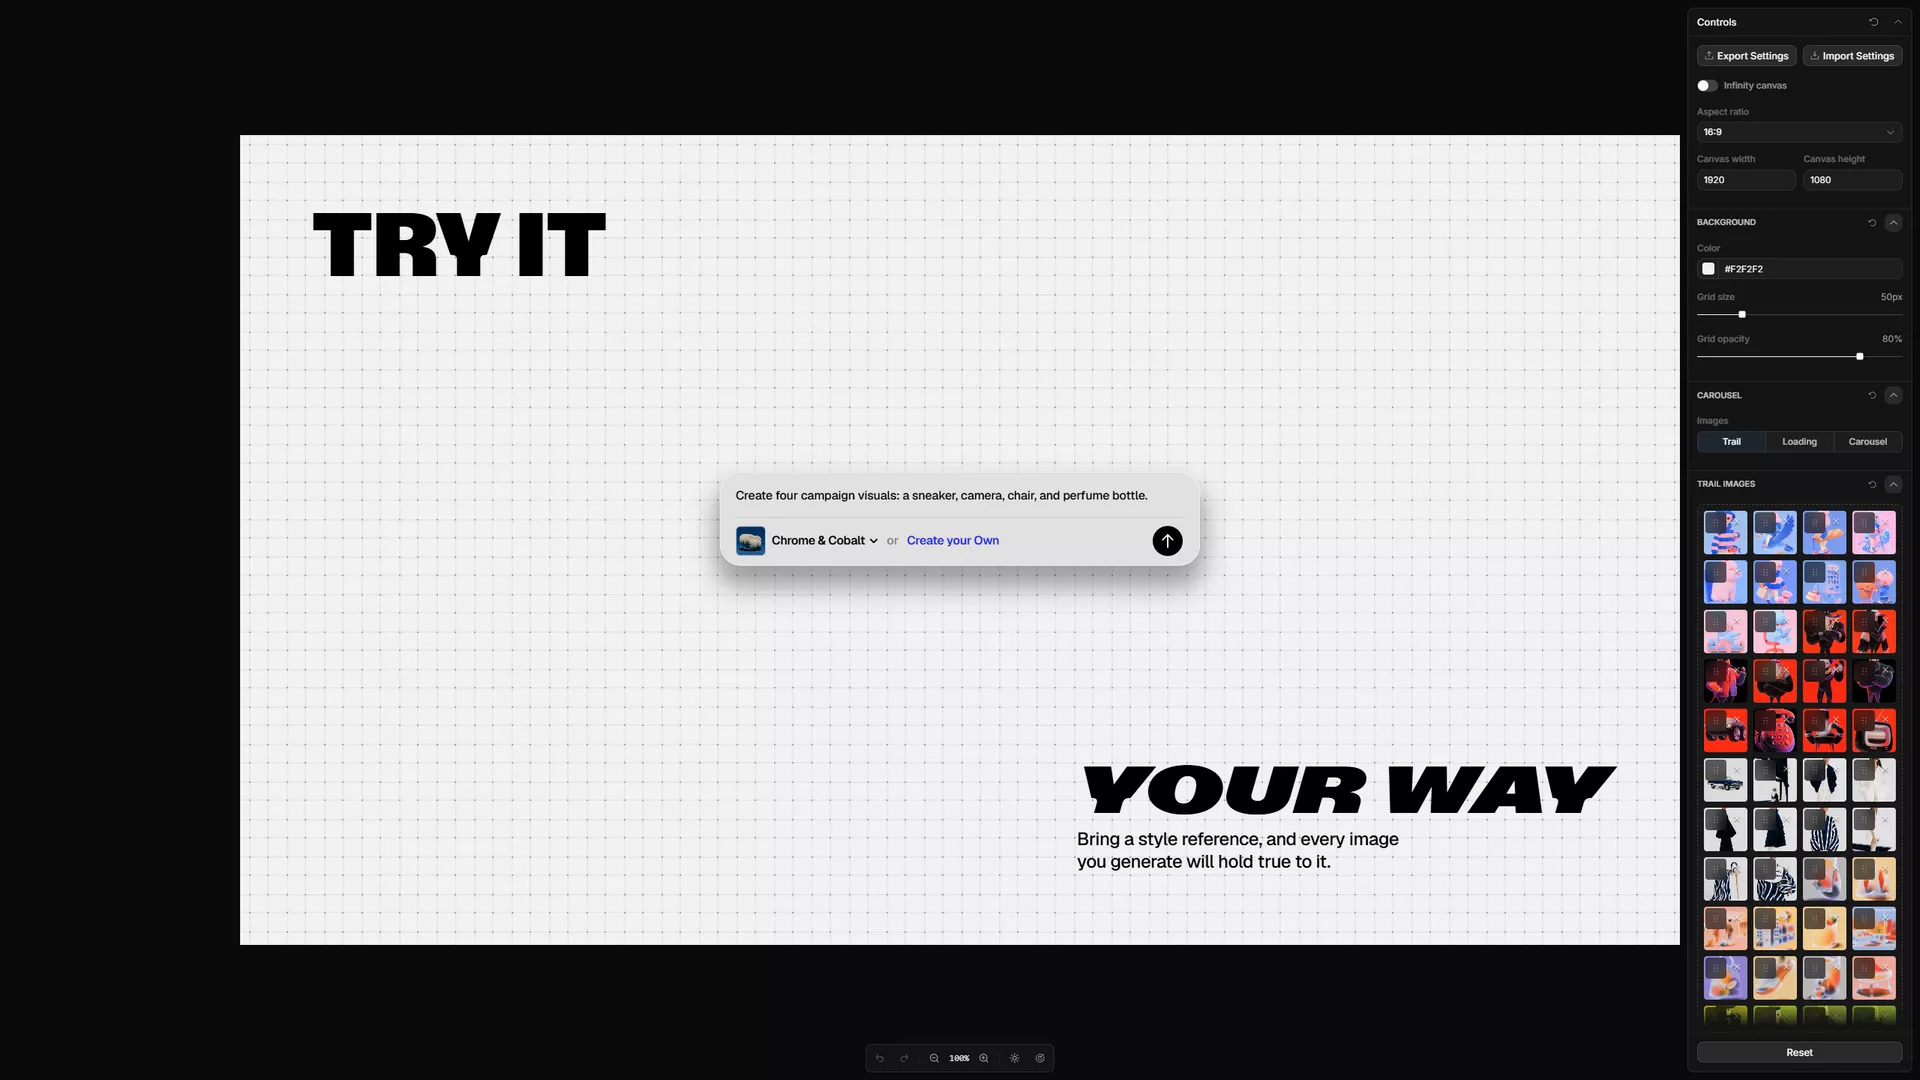 TRY IT
Create four campaign visuals: a sneaker, camera, chair, and perfume bottle.
Chrome & Cobalt or Create your Own
YOUR WAY
Bring a style reference, and every image
you generate will hold true to it.
100%
Controls
Export Settings Import Settings
Infinity canvas
Aspect ratio
16:9
Canvas width Canvas height
1920 1080
BACKGROUND
Color
#F2F2F2
Grid size 50px
Grid opacity 80%
CAROUSEL
Images
Trail Loading Carousel
TRAIL IMAGES
Reset